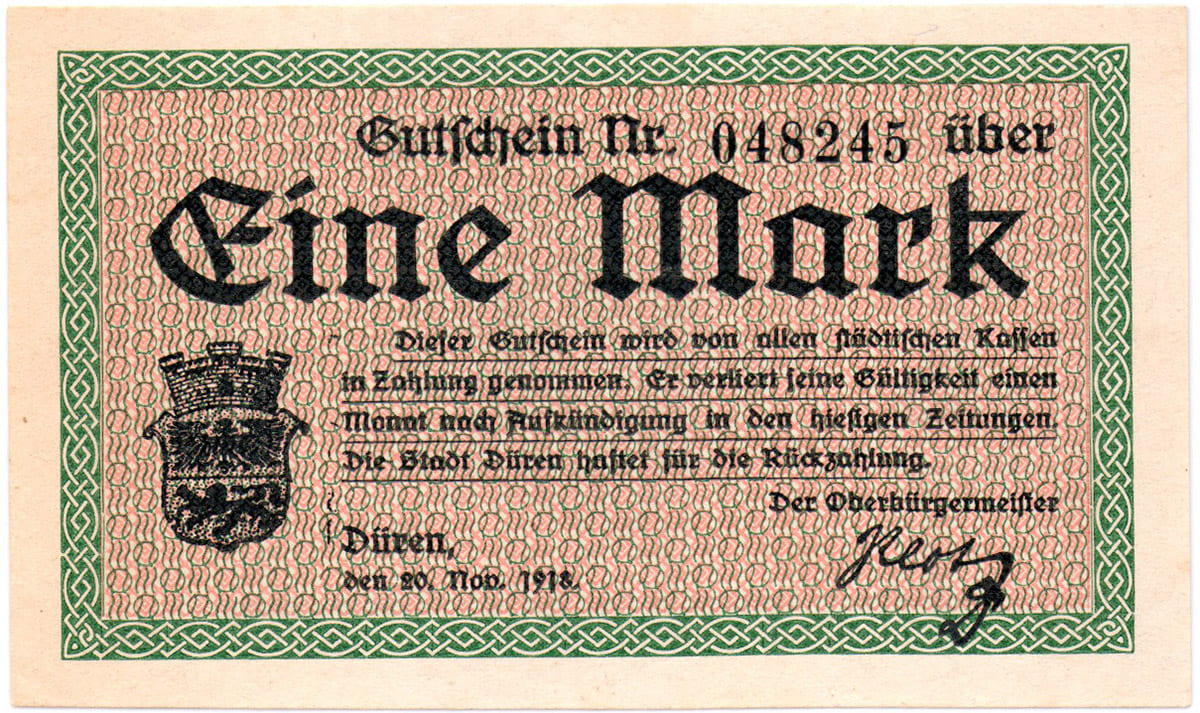 Gutschein Nr. 048245 über
Eine Mark
Dieser Gutschein wird von allen städtischen Kassen
in Zahlung genommen. Er verliert seine Gültigkeit einen
Monat nach Aufkündigung in den hiesigen Zeitungen.
Die Stadt Düren haftet für die Rückzahlung.
Der Oberbürgermeister
Düren,
den 20. Nov. 1918.